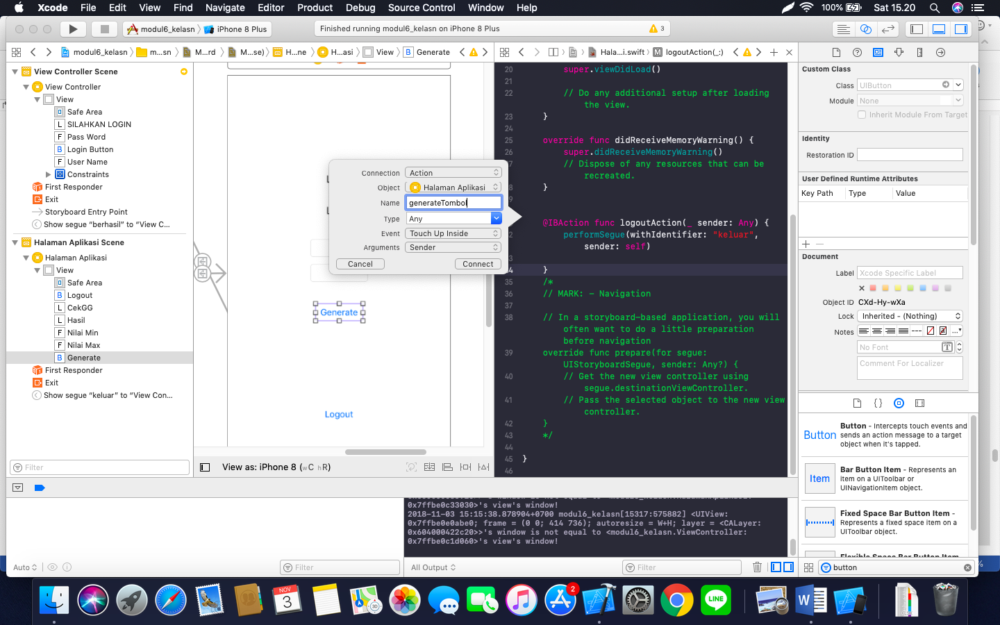 Xcode File Edit View Find Navigate Editor Product Debug Source Control Window Help 100% Sat 15.20
modul6_kelasn iPhone 8 Plus Finished running modul6_kelasn on iPhone 8 Plus 3
modul6_kelasn m...sn M...rd M...se) H...ne H...asi View B Generate
Hala...i.swift M logoutAction(_:)
View Controller Scene
View Controller
View
Safe Area
L SILAHKAN LOGIN
F Pass Word
B Login Button
F User Name
Constraints
First Responder
Exit
Storyboard Entry Point
Show segue “berhasil” to “View C...
Halaman Aplikasi Scene
Halaman Aplikasi
View
Safe Area
B Logout
L CekGG
L Hasil
F Nilai Min
F Nilai Max
B Generate
First Responder
Exit
Show segue “keluar” to “View Con...
Filter
Connection Action
Object Halaman Aplikasi
Name generateTombol
Type Any
Event Touch Up Inside
Arguments Sender
Cancel Connect
Generate
Logout
View as: iPhone 8 (wC hR)
20 super.viewDidLoad()
21
22 // Do any additional setup after loading
the view.
23 }
24
25 override func didReceiveMemoryWarning() {
26 super.didReceiveMemoryWarning()
7 // Dispose of any resources that can be
recreated.
8 }
9
@IBAction func logoutAction(_ sender: Any) {
2 performSegue(withIdentifier: "keluar",
sender: self)
3
4 }
35 /*
36 // MARK: - Navigation
37
38 // In a storyboard-based application, you will
often want to do a little preparation
before navigation
39 override func prepare(for segue:
UIStoryboardSegue, sender: Any?) {
40 // Get the new view controller using
segue.destinationViewController.
41 // Pass the selected object to the new view
controller.
42 }
43 */
44
45 }
46
Custom Class
Class UIButton
Module None
Inherit Module From Target
Identity
Restoration ID
User Defined Runtime Attributes
Key Path Type Value
Document
Label Xcode Specific Label
Object ID CXd-Hy-wXa
Lock Inherited - (Nothing)
Notes
No Font T
Comment For Localizer
Button
Button - Intercepts touch events and
sends an action message to a target
object when it's tapped.
Item
Bar Button Item - Represents an
item on a UIToolbar or
UINavigationItem object.
Fixed Space Bar Button Item -
Represents a fixed space item on a
UIToolbar object.
Flexible Space Bar Button Item
button
0x7ffbe0c33030>'s view's window!
2018-11-03 15:15:38.878904+0700 modul6_kelasn[15317:575882] <UIView:
0x7ffbe0e0abe0; frame = (0 0; 414 736); autoresize = W+H; layer = <CALayer:
0x604000422c20>>'s window is not equal to <modul6_kelasn.ViewController:
0x7ffbe0c1d060>'s view's window!
Auto Filter All Output Filter
%
NOV
3
3D
2
LINE
W